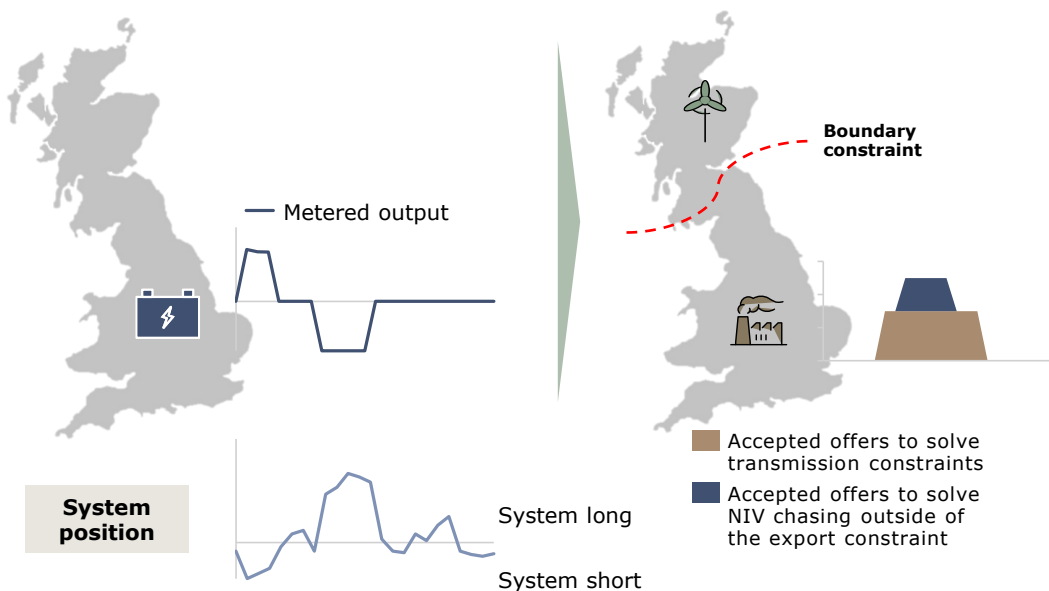 Boundary
constraint
Metered output
Accepted offers to solve
transmission constraints
Accepted offers to solve
NIV chasing outside of
the export constraint
System
position
System long
System short